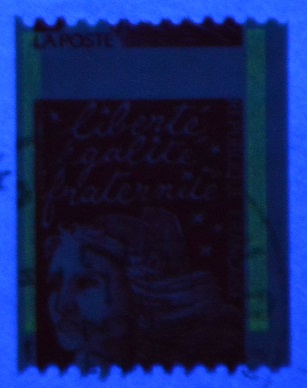 LA POSTE
liberté
égalité
fraternité